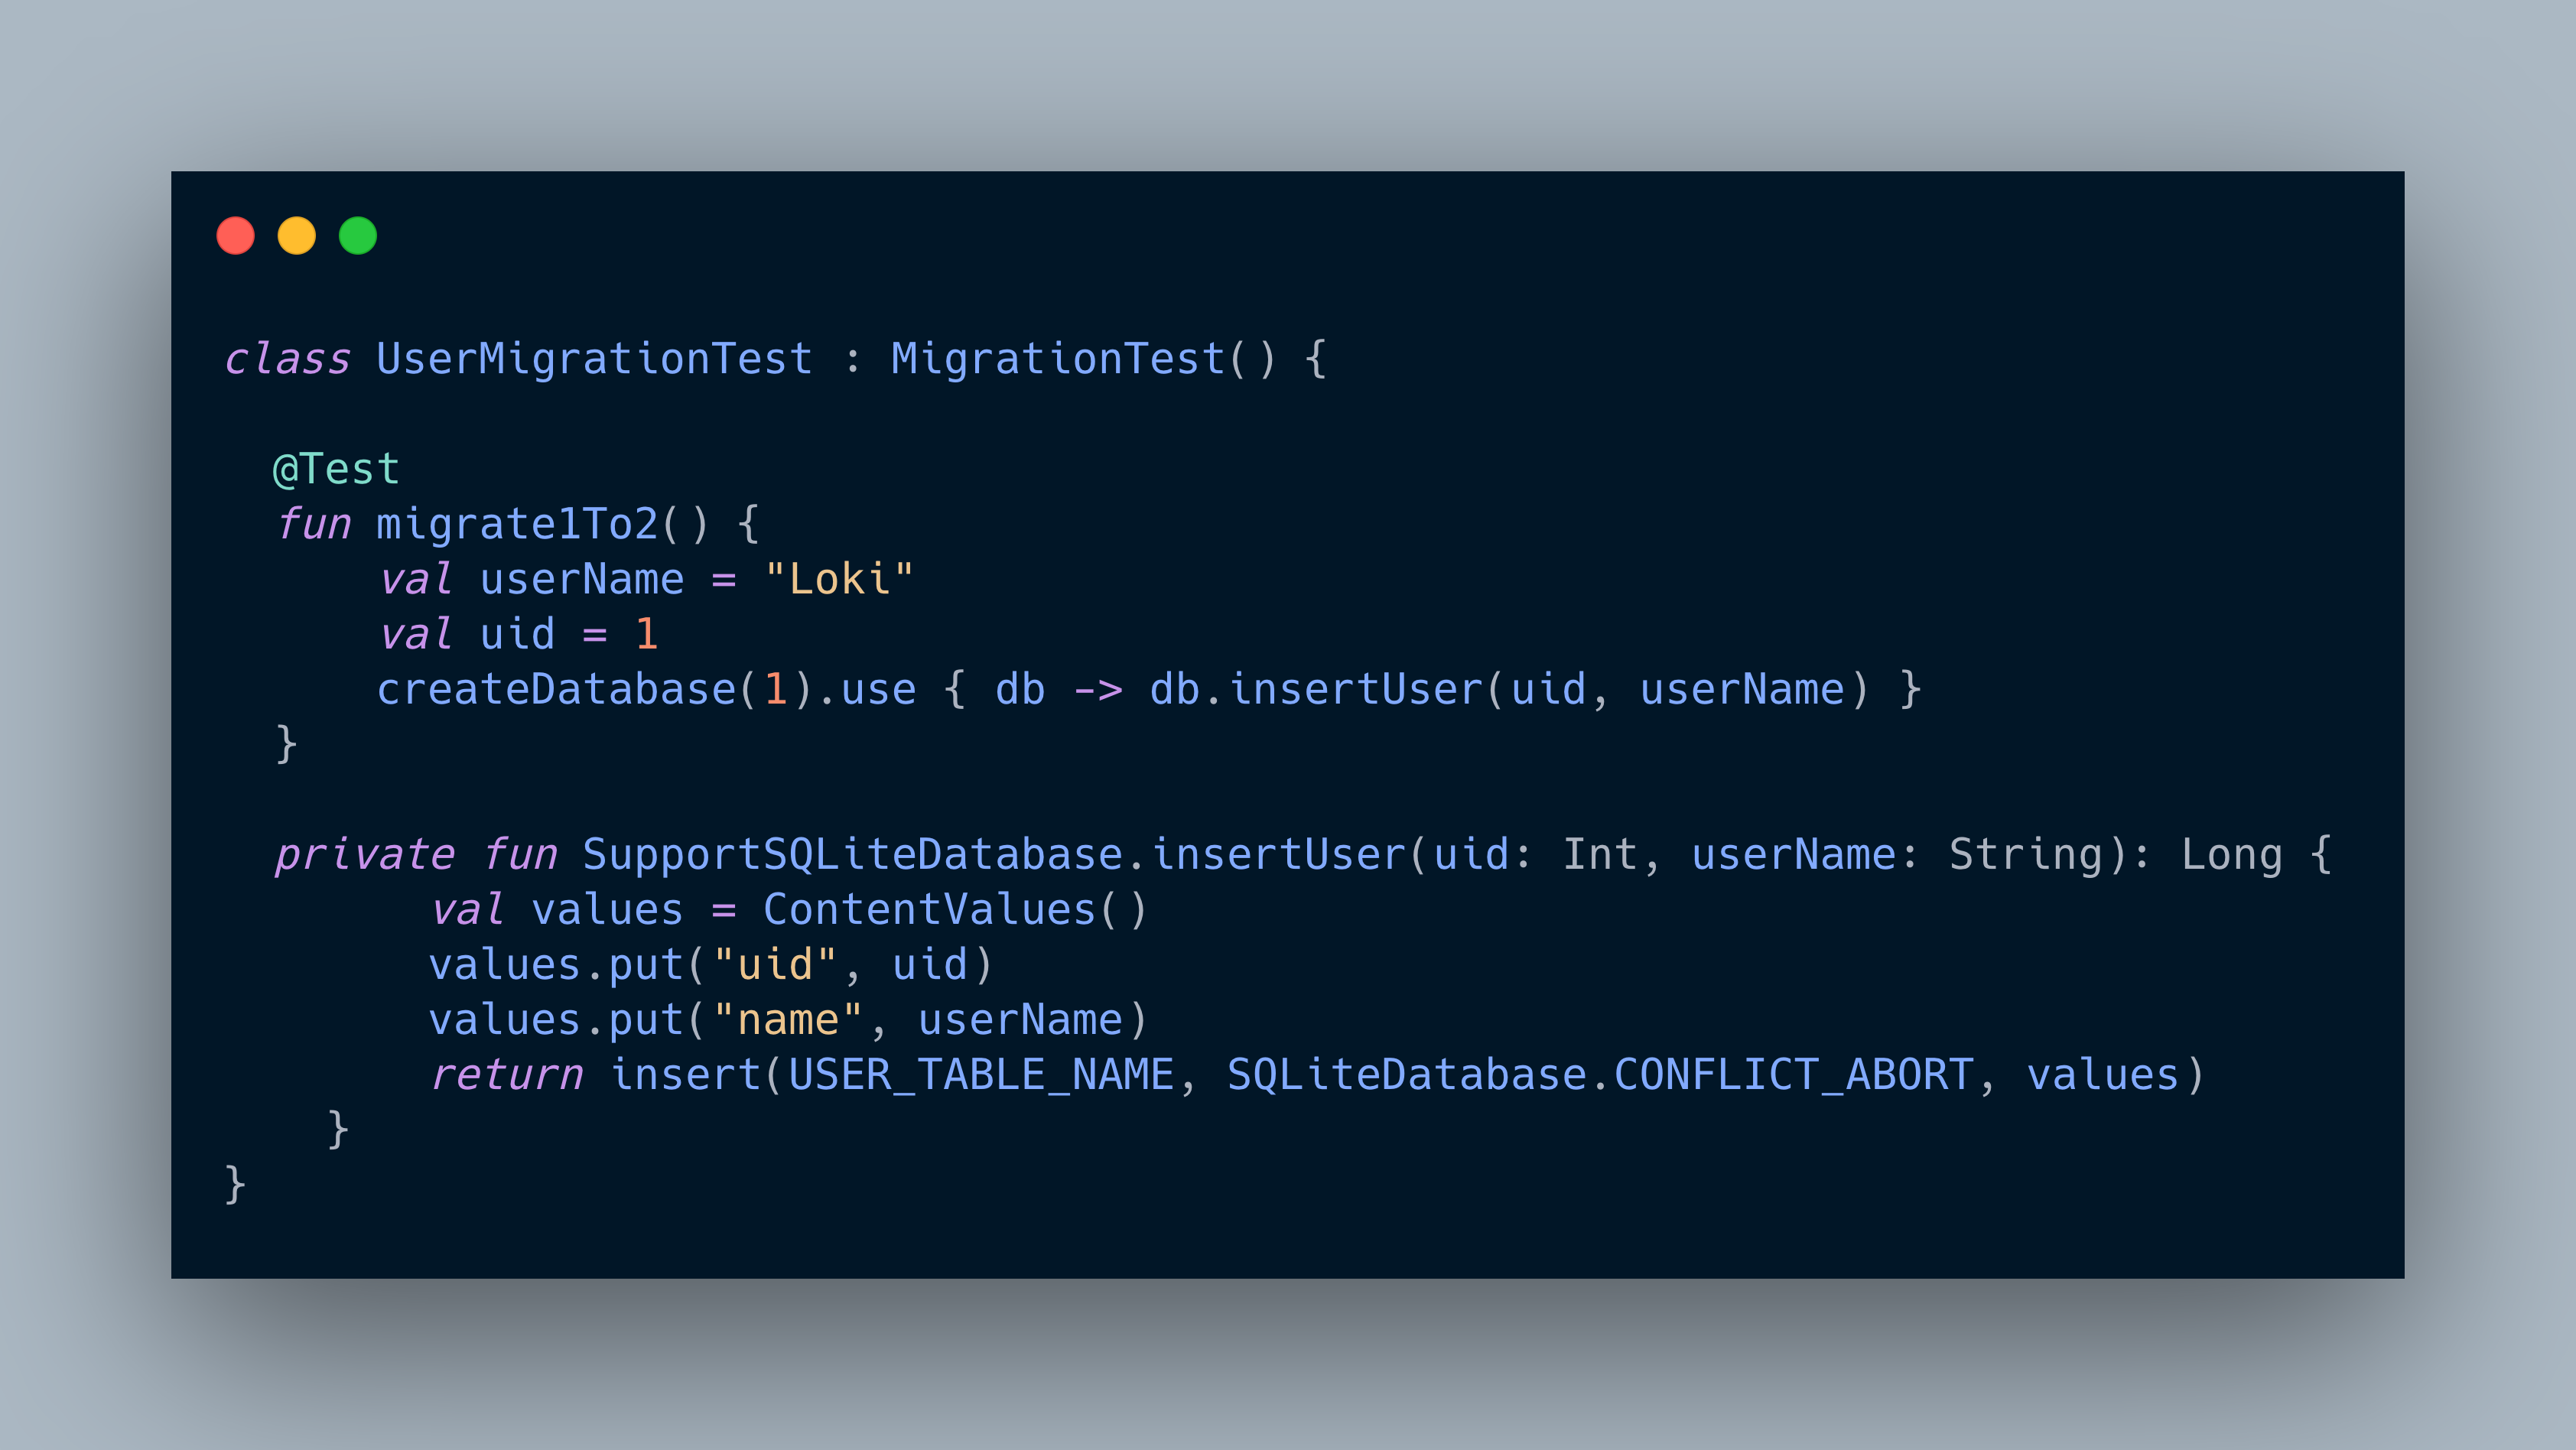 class UserMigrationTest : MigrationTest() {
@Test
fun migrate1To2() {
val userName = "Loki"
val uid = 1
createDatabase(1).use { db -> db.insertUser(uid, userName) }
}
private fun SupportSQLiteDatabase.insertUser(uid: Int, userName: String): Long {
val values = ContentValues()
values.put("uid", uid)
values.put("name", userName)
return insert(USER_TABLE_NAME, SQLiteDatabase.CONFLICT_ABORT, values)
}
}